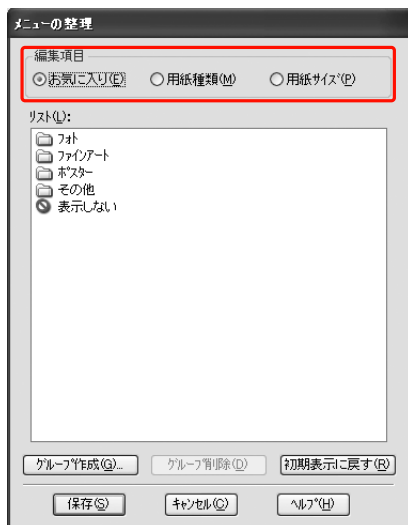 メニューの整理
編集項目
お気に入り(E) 用紙種類(M) 用紙サイズ(P)
リスト(L):
フォト
ファインアート
ポスター
その他
表示しない
グループ作成(G)... グループ削除(D) 初期表示に戻す(R)
保存(S) キャンセル(C) ヘルプ(H)